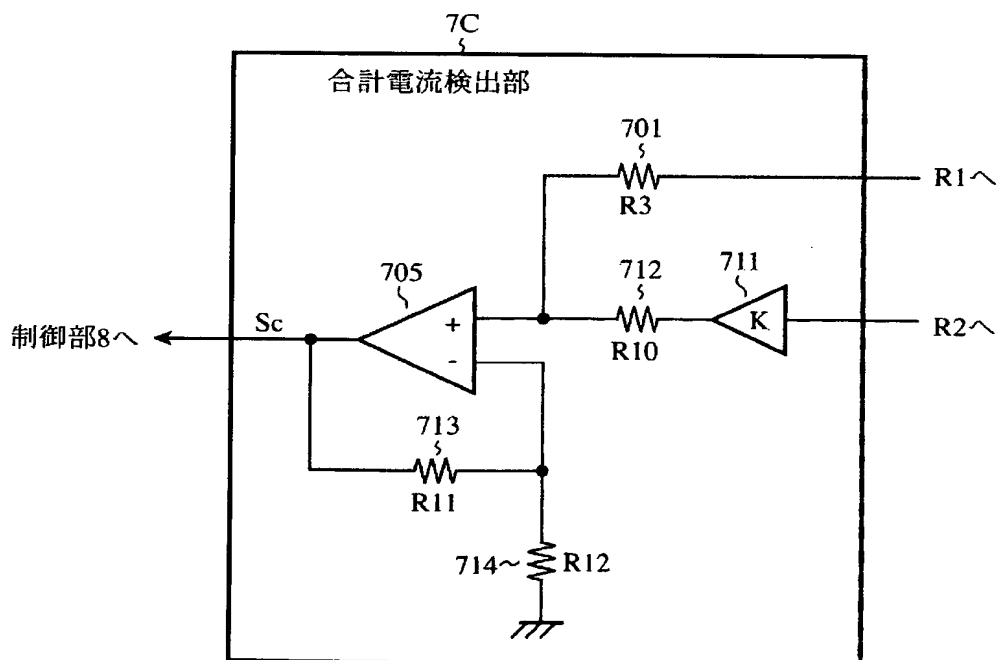 7C
合計電流検出部
701
R3
R1へ
705
+
-
712
R10
711
K
R2へ
Sc
制御部8へ
713
R11
714
R12